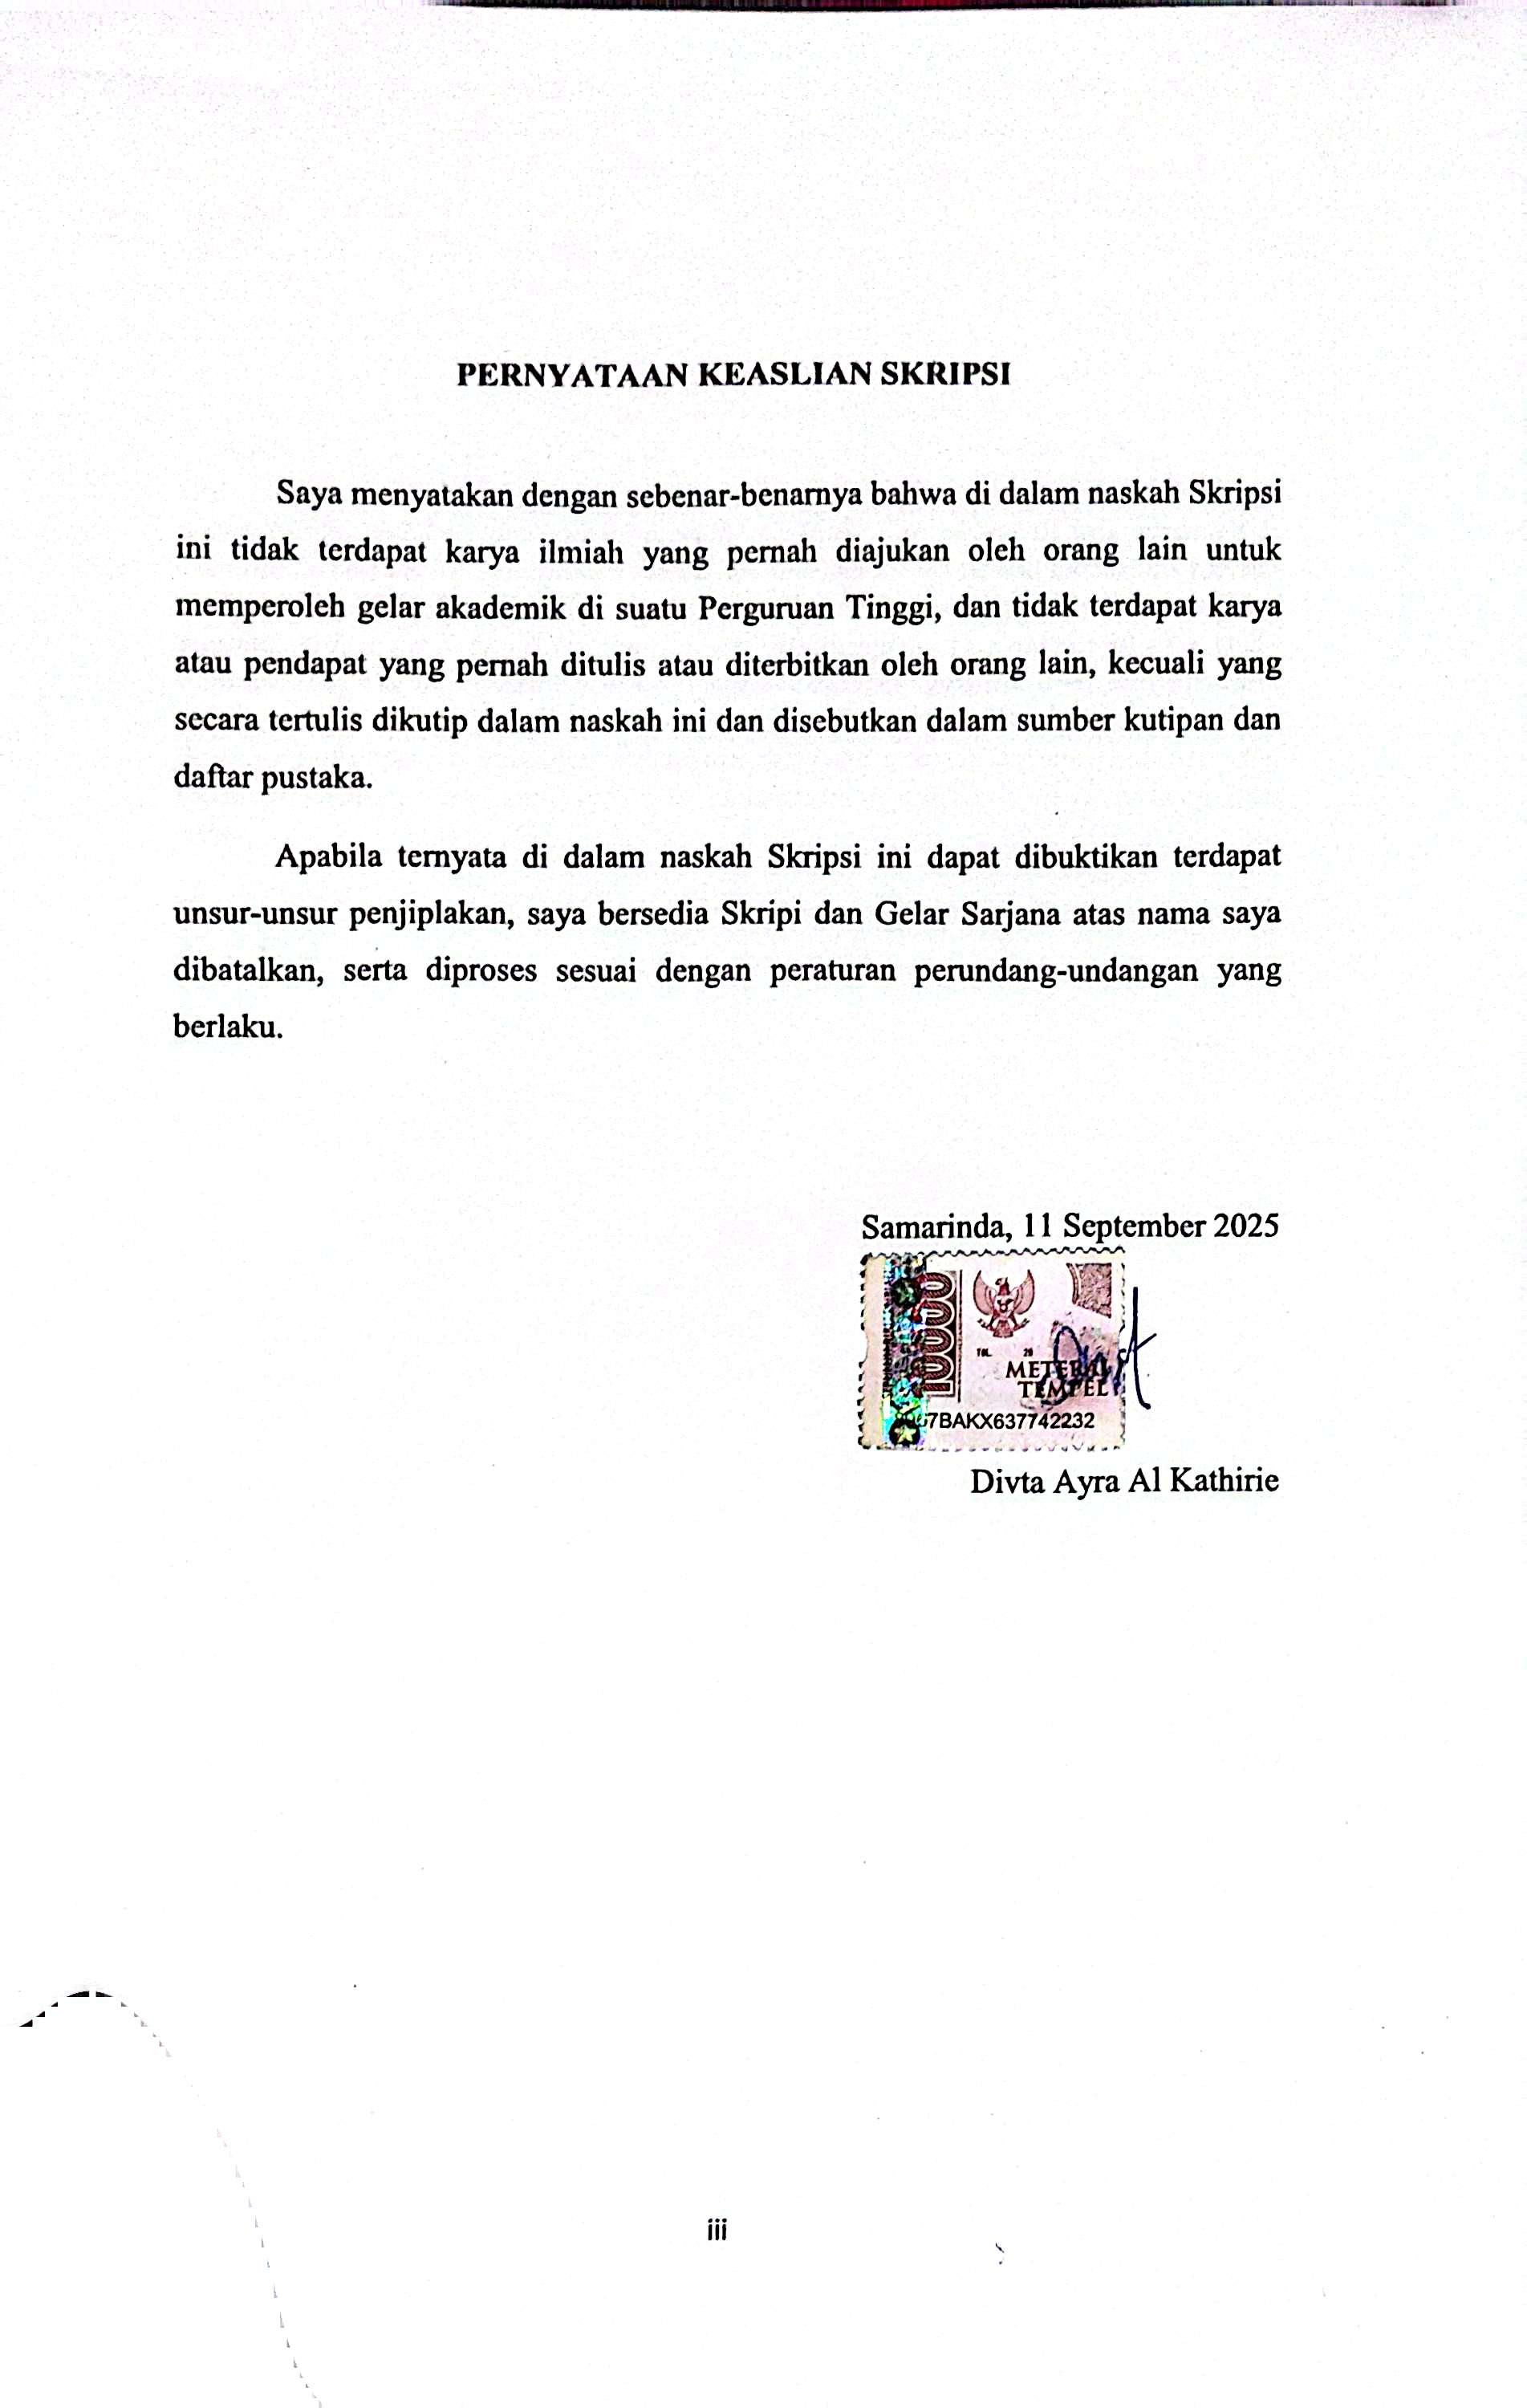 PERNYATAAN KEASLIAN SKRIPSI
Saya menyatakan dengan sebenar-benarnya bahwa di dalam naskah Skripsi
ini tidak terdapat karya ilmiah yang pernah diajukan oleh orang lain untuk
memperoleh gelar akademik di suatu Perguruan Tinggi, dan tidak terdapat karya
atau pendapat yang pernah ditulis atau diterbitkan oleh orang lain, kecuali yang
secara tertulis dikutip dalam naskah ini dan disebutkan dalam sumber kutipan dan
daftar pustaka.
Apabila ternyata di dalam naskah Skripsi ini dapat dibuktikan terdapat
unsur-unsur penjiplakan, saya bersedia Skripi dan Gelar Sarjana atas nama saya
dibatalkan, serta diproses sesuai dengan peraturan perundang-undangan yang
berlaku.
Samarinda, 11 September 2025
10000
TGL. 20
METERAI
TEMPEL
7BAKX637742232
Divta Ayra Al Kathirie
iii